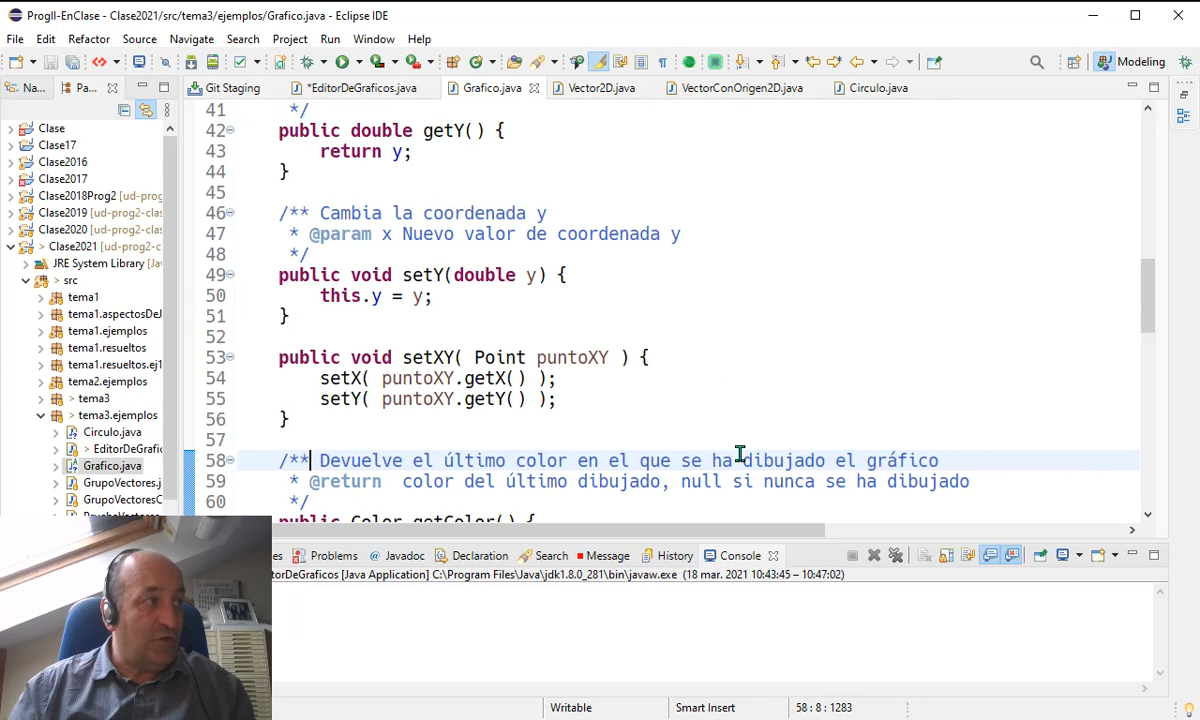 ProgII-EnClase - Clase2021/src/tema3/ejemplos/Grafico.java - Eclipse IDE
File Edit Refactor Source Navigate Search Project Run Window Help
Modeling
Na... Pa... Git Staging *EditorDeGraficos.java Grafico.java Vector2D.java VectorConOrigen2D.java Circulo.java
Clase
Clase17
Clase2016
Clase2017
Clase2018Prog2 [ud-prog
Clase2019 [ud-prog2-clas
Clase2020 [ud-prog2-clas
> Clase2021 [ud-prog2-c
JRE System Library [Jav
> src
tema1
tema1.aspectosDeJ
tema1.ejemplos
tema1.resueltos
tema1.resueltos.ej1
tema2.ejemplos
> tema3
> tema3.ejemplos
Circulo.java
> EditorDeGrafic
Grafico.java
GrupoVectores.j
GrupoVectoresC
41 */
42 public double getY() {
43 return y;
44 }
45
46 /** Cambia la coordenada y
47 * @param x Nuevo valor de coordenada y
48 */
49 public void setY(double y) {
50 this.y = y;
51 }
52
53 public void setXY( Point puntoXY ) {
54 setX( puntoXY.getX() );
55 setY( puntoXY.getY() );
56 }
57
58 /** Devuelve el último color en el que se ha dibujado el gráfico
59 * @return color del último dibujado, null si nunca se ha dibujado
60 */
public Color getColor() {
es Problems Javadoc Declaration Search Message History Console
torDeGraficos [Java Application] C:\Program Files\Java\jdk1.8.0_281\bin\javaw.exe (18 mar. 2021 10:43:45 – 10:47:02)
Writable Smart Insert 58 : 8 : 1283